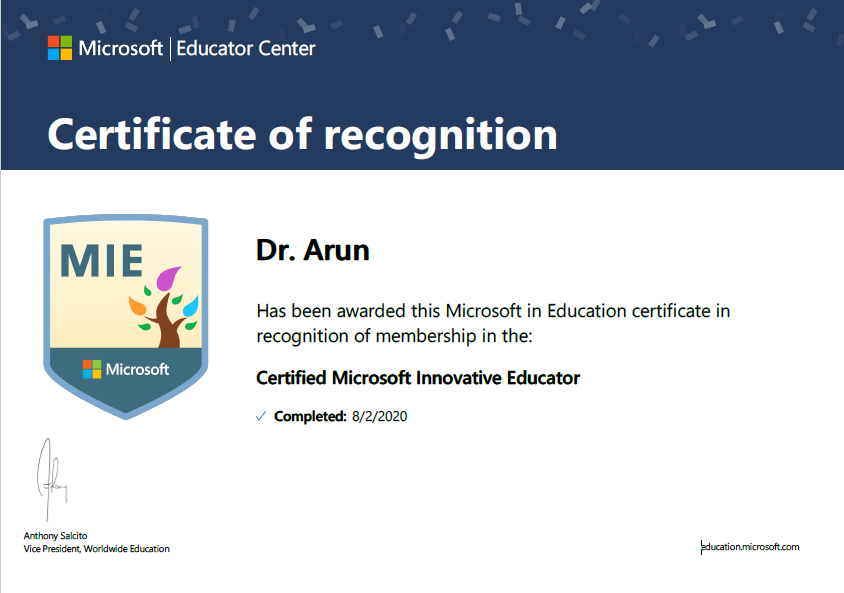 Microsoft | Educator Center
Certificate of recognition
MIE
Microsoft
Dr. Arun
Has been awarded this Microsoft in Education certificate in
recognition of membership in the:
Certified Microsoft Innovative Educator
✓ Completed: 8/2/2020
Anthony Salcito
Vice President, Worldwide Education
education.microsoft.com